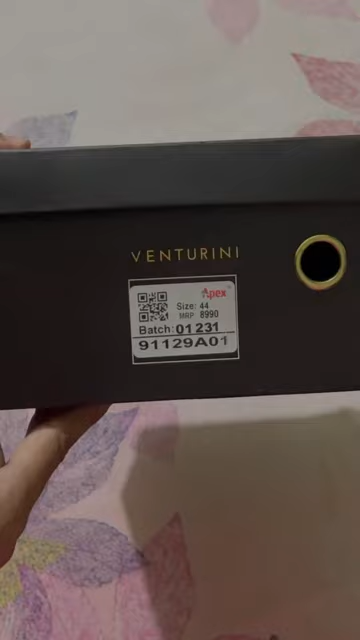 VENTURINI
Apex
Size: 44
MRP 8990
Batch: 01231
91129A01